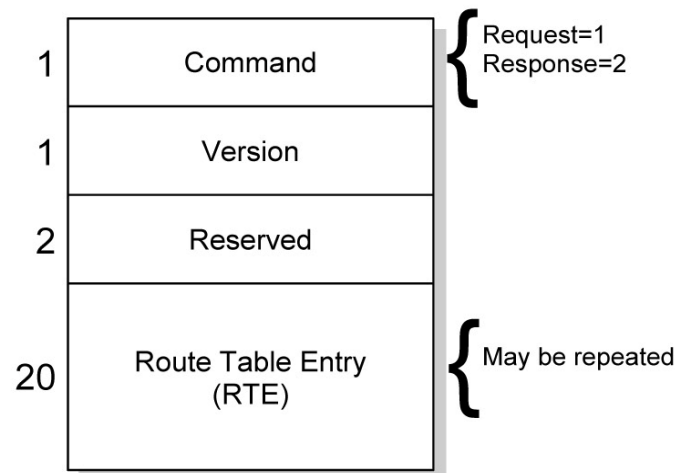 1
Command
Request=1
Response=2
1
Version
2
Reserved
20
Route Table Entry
(RTE)
May be repeated